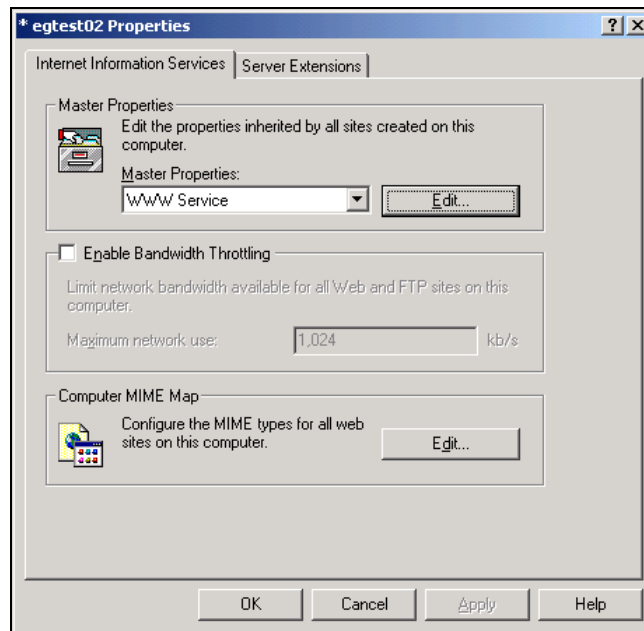 * egtest02 Properties
Internet Information Services
Server Extensions
Master Properties
Edit the properties inherited by all sites created on this
computer.
Master Properties:
WWW Service
Edit...
Enable Bandwidth Throttling
Limit network bandwidth available for all Web and FTP sites on this
computer.
Maximum network use:
1,024
kb/s
Computer MIME Map
Configure the MIME types for all web
sites on this computer.
Edit...
OK
Cancel
Apply
Help